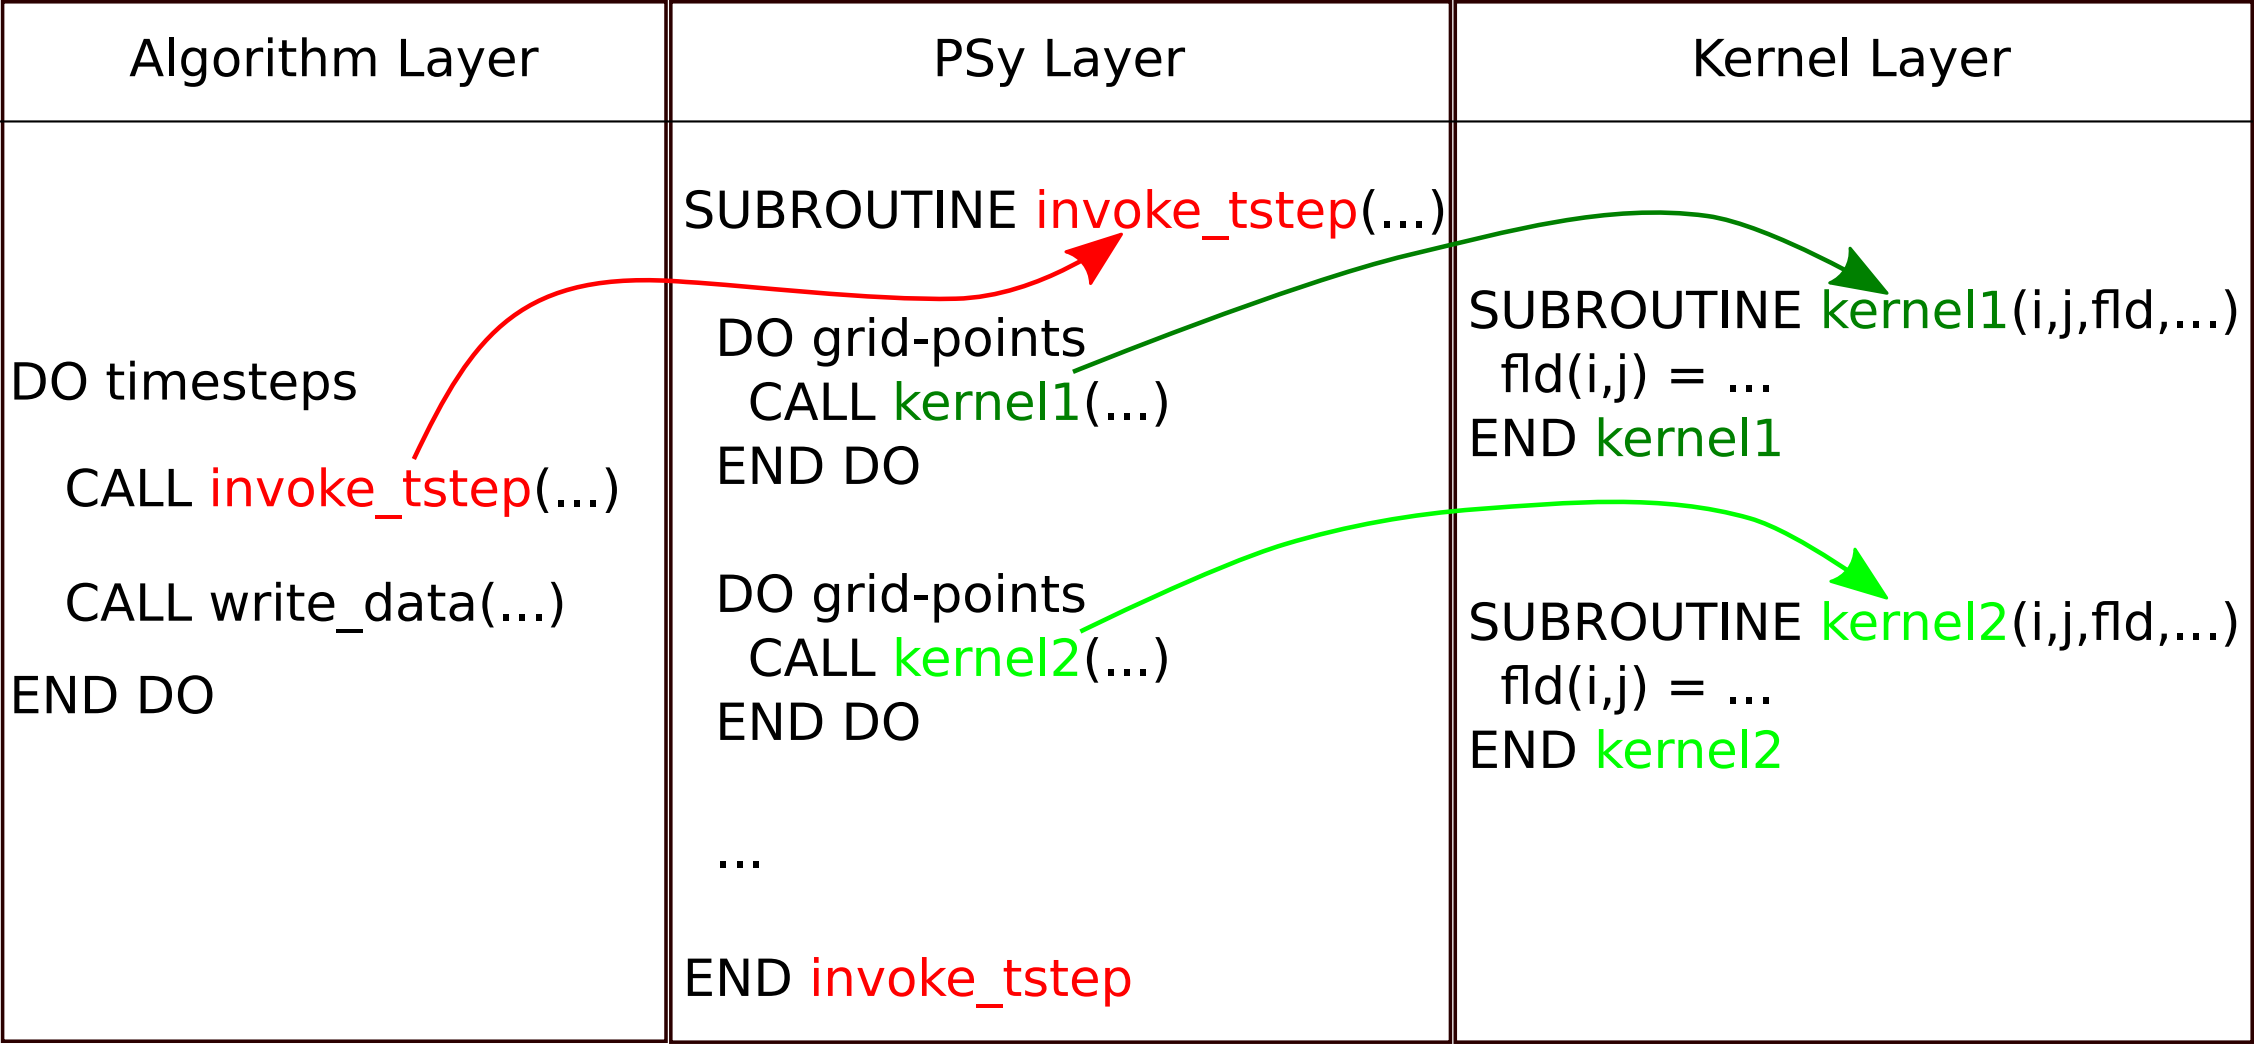 Algorithm Layer
DO timesteps
CALL invoke_tstep(...)
CALL write_data(...)
END DO
PSy Layer
SUBROUTINE invoke_tstep(...)
DO grid-points
CALL kernel1(...)
END DO
DO grid-points
CALL kernel2(...)
END DO
...
END invoke_tstep
Kernel Layer
SUBROUTINE kernel1(i,j,fld,...)
fld(i,j) = ...
END kernel1
SUBROUTINE kernel2(i,j,fld,...)
fld(i,j) = ...
END kernel2